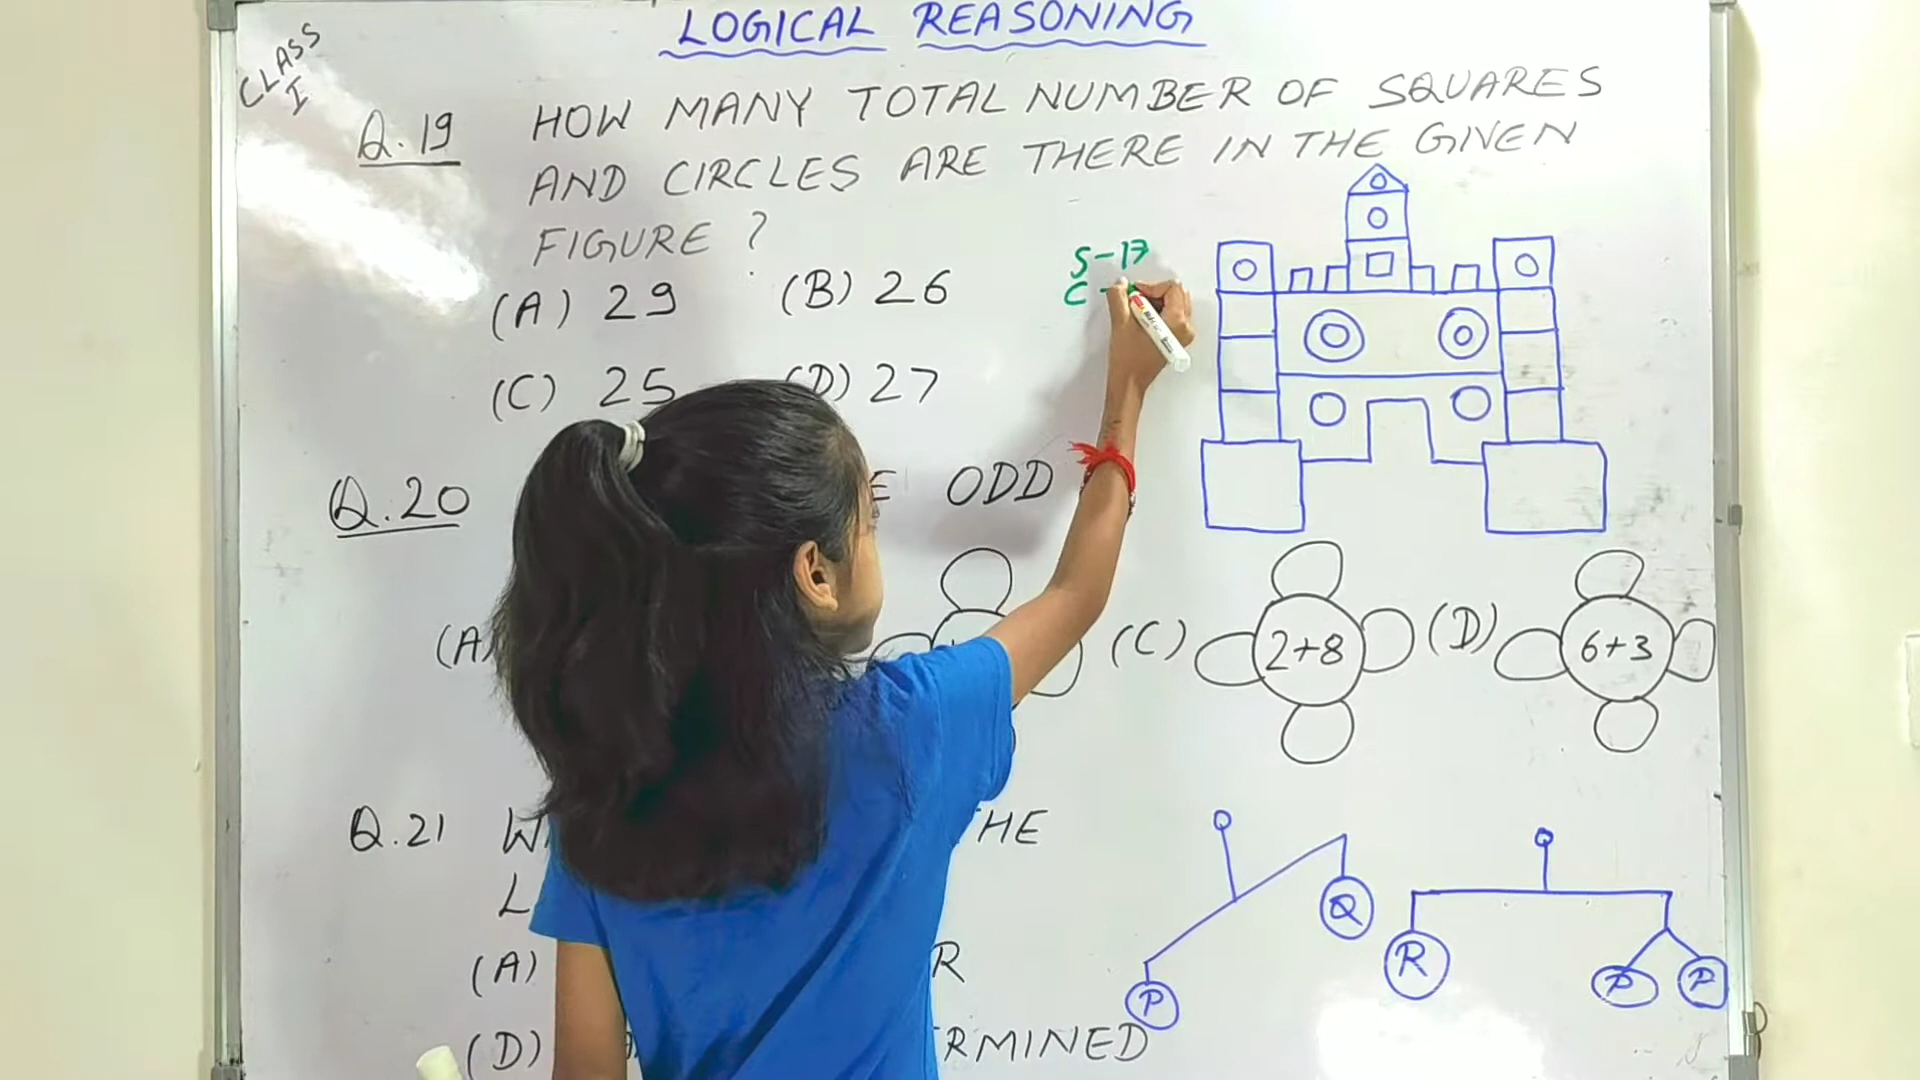 LOGICAL REASONING
CLASS
I
Q.19 HOW MANY TOTAL NUMBER OF SQUARES
AND CIRCLES ARE THERE IN THE GIVEN
FIGURE ?
S-17
C -
(A) 29 (B) 26
(C) 25 (D) 27
Q.20 ODD
(A) (C) 2+8 (D) 6+3
Q.21 HE
L
(A) R
(D) RMINED
Q
P
R
P P